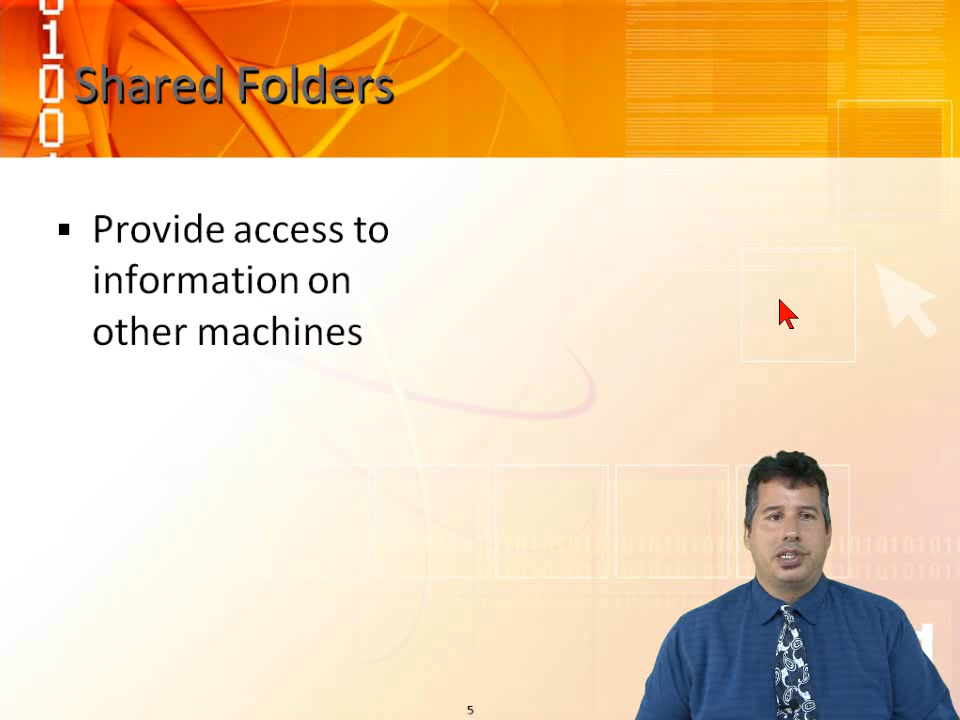 Shared Folders
▪ Provide access to
information on
other machines
5